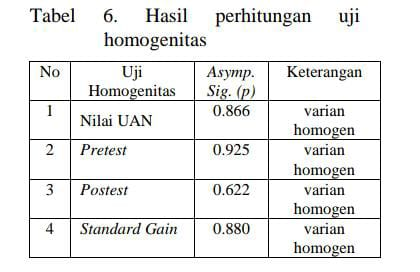 Tabel 6. Hasil perhitungan uji
homogenitas
No Uji Homogenitas Asymp. Sig. (p) Keterangan
1 Nilai UAN 0.866 varian homogen
2 Pretest 0.925 varian homogen
3 Postest 0.622 varian homogen
4 Standard Gain 0.880 varian homogen